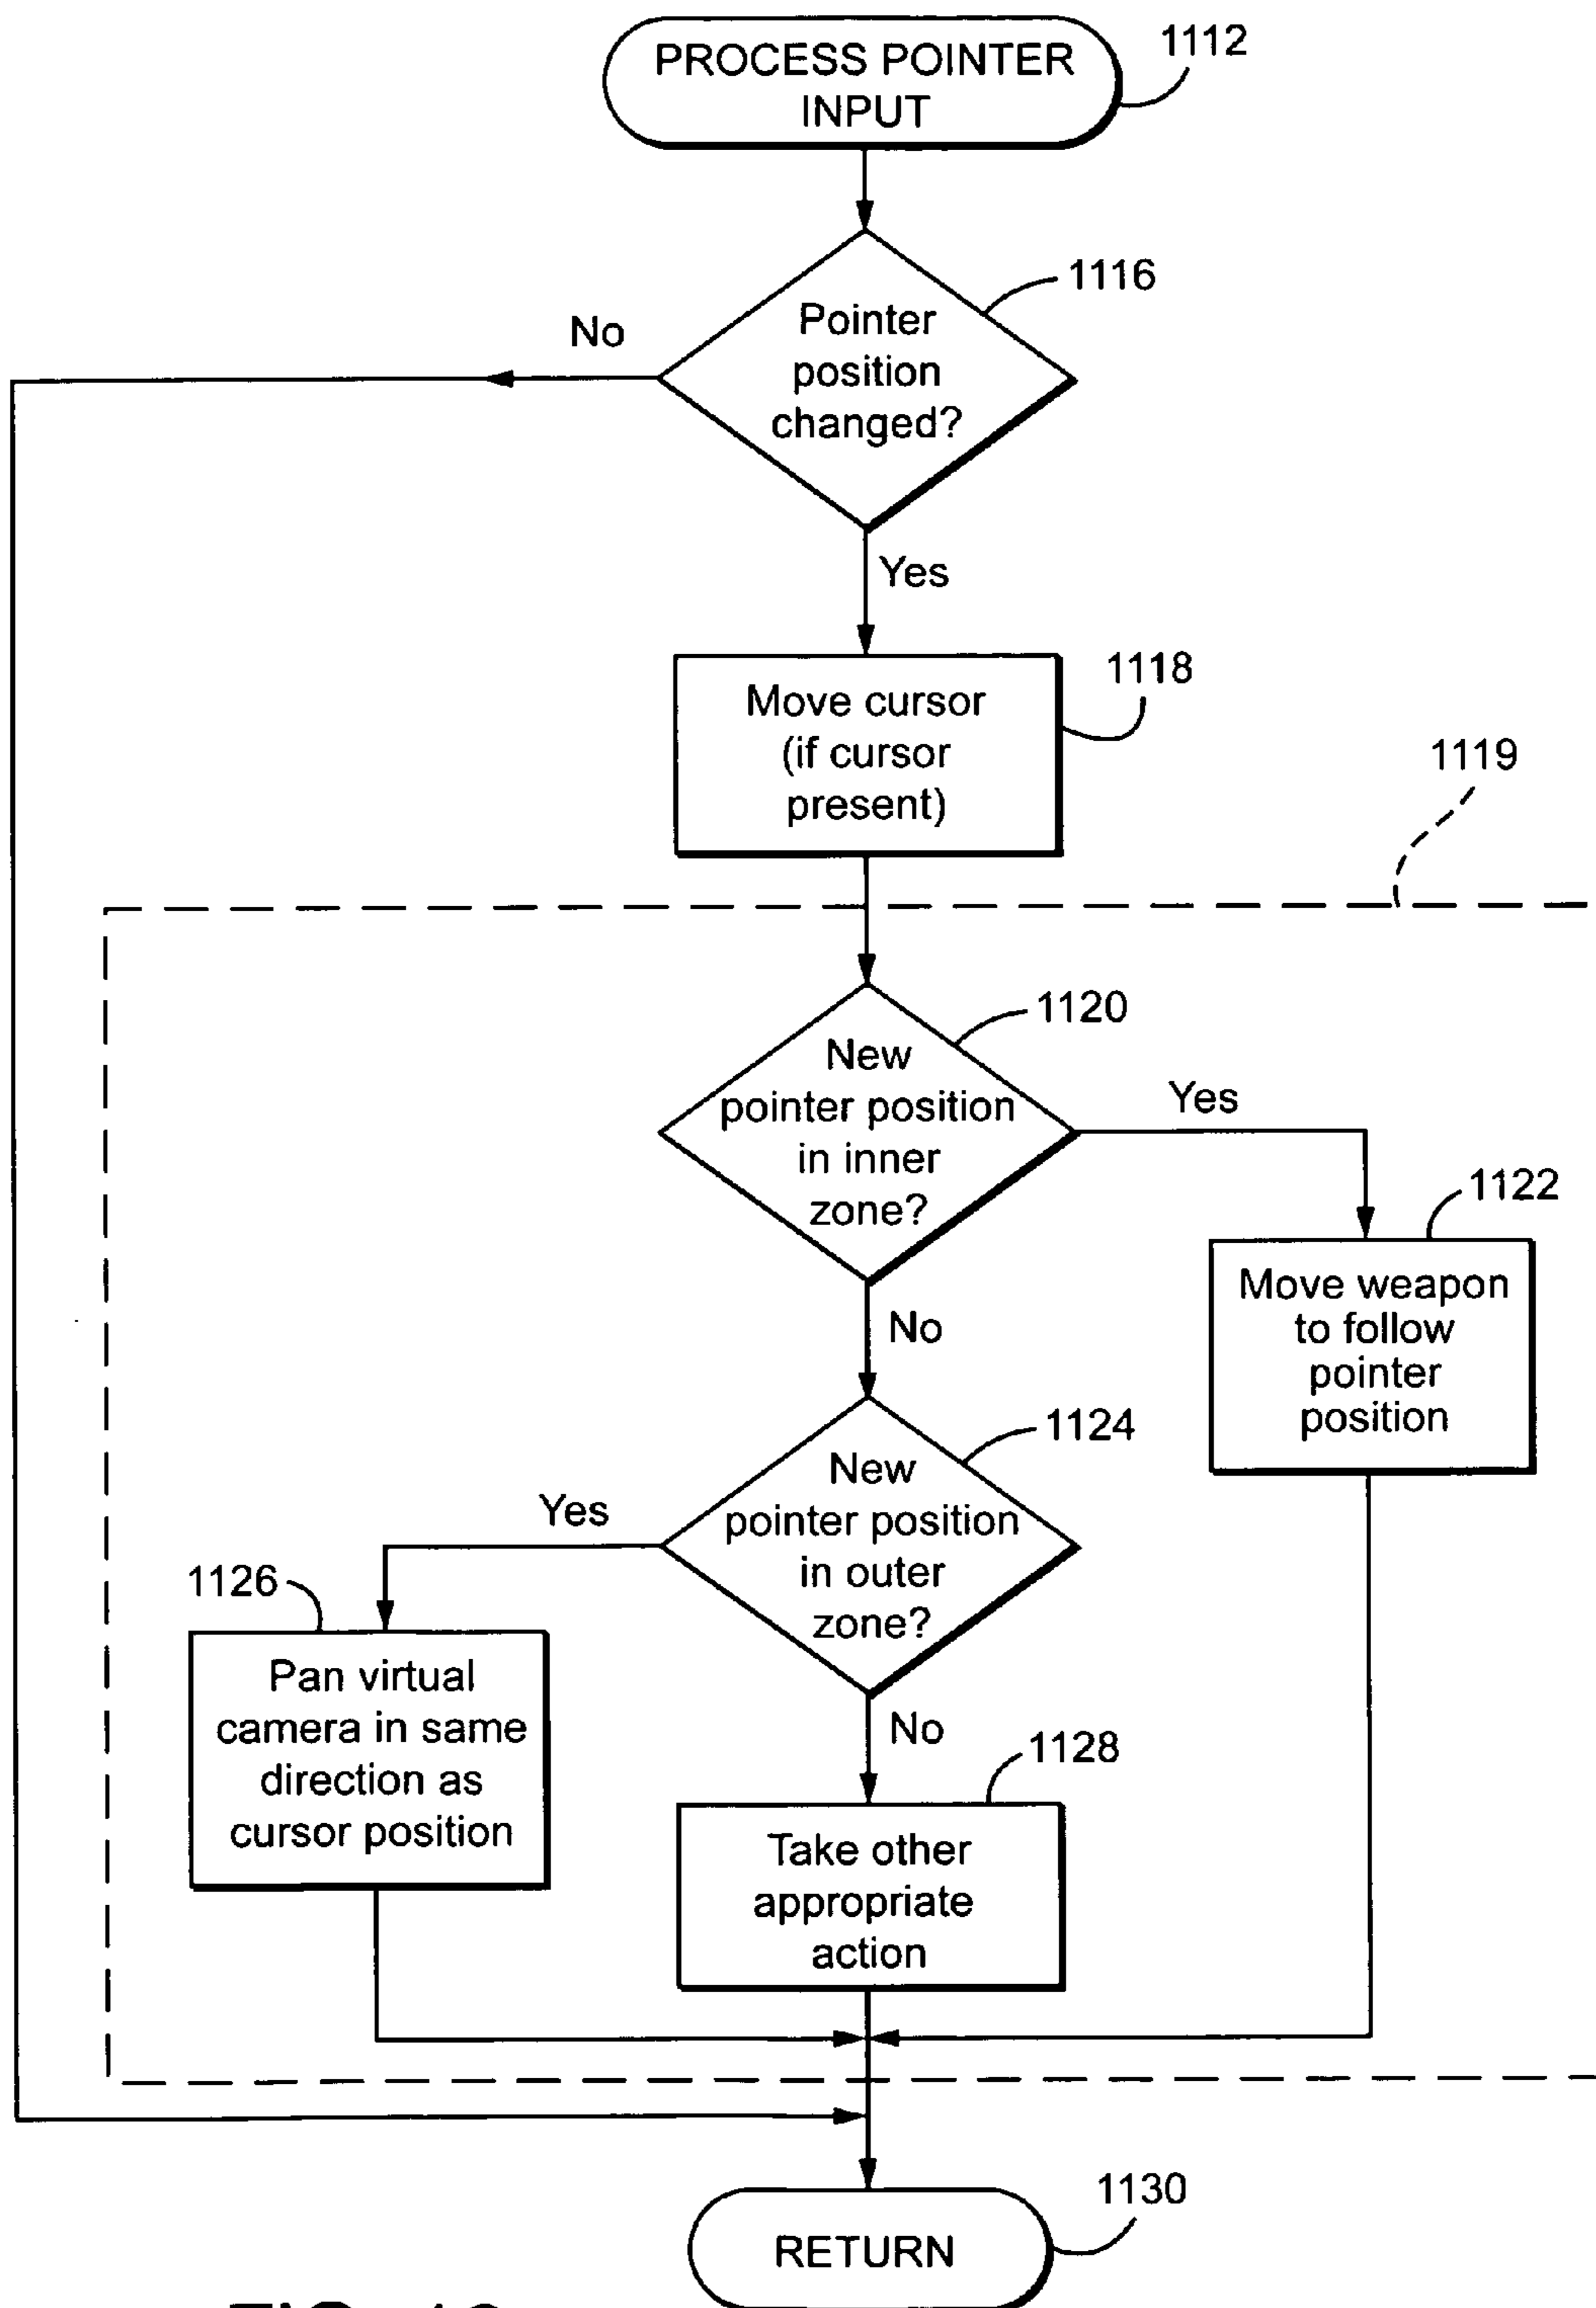 PROCESS POINTER
INPUT
1112
1116
Pointer
position
changed?
No
Yes
1118
Move cursor
(if cursor
present)
1119
1120
New
pointer position
in inner
zone?
Yes
1122
Move weapon
to follow
pointer
position
No
1124
New
pointer position
in outer
zone?
Yes
1126
Pan virtual
camera in same
direction as
cursor position
No
1128
Take other
appropriate
action
1130
RETURN